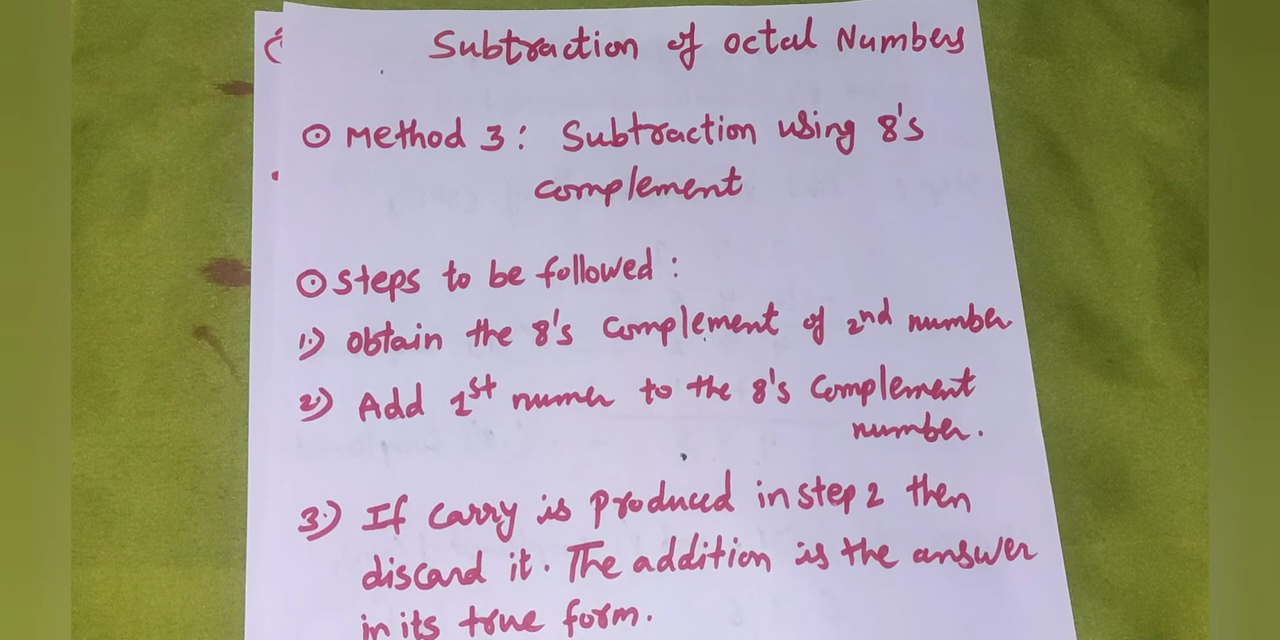 Subtraction of octal Numbers
⊙ Method 3: Subtraction using 8's
complement
⊙ steps to be followed :
1.) obtain the 8's complement of 2nd number
2.) Add 1st numer to the 8's complement
number.
3.) If carry is produced in step 2 then
discard it. The addition is the answer
in its true form.